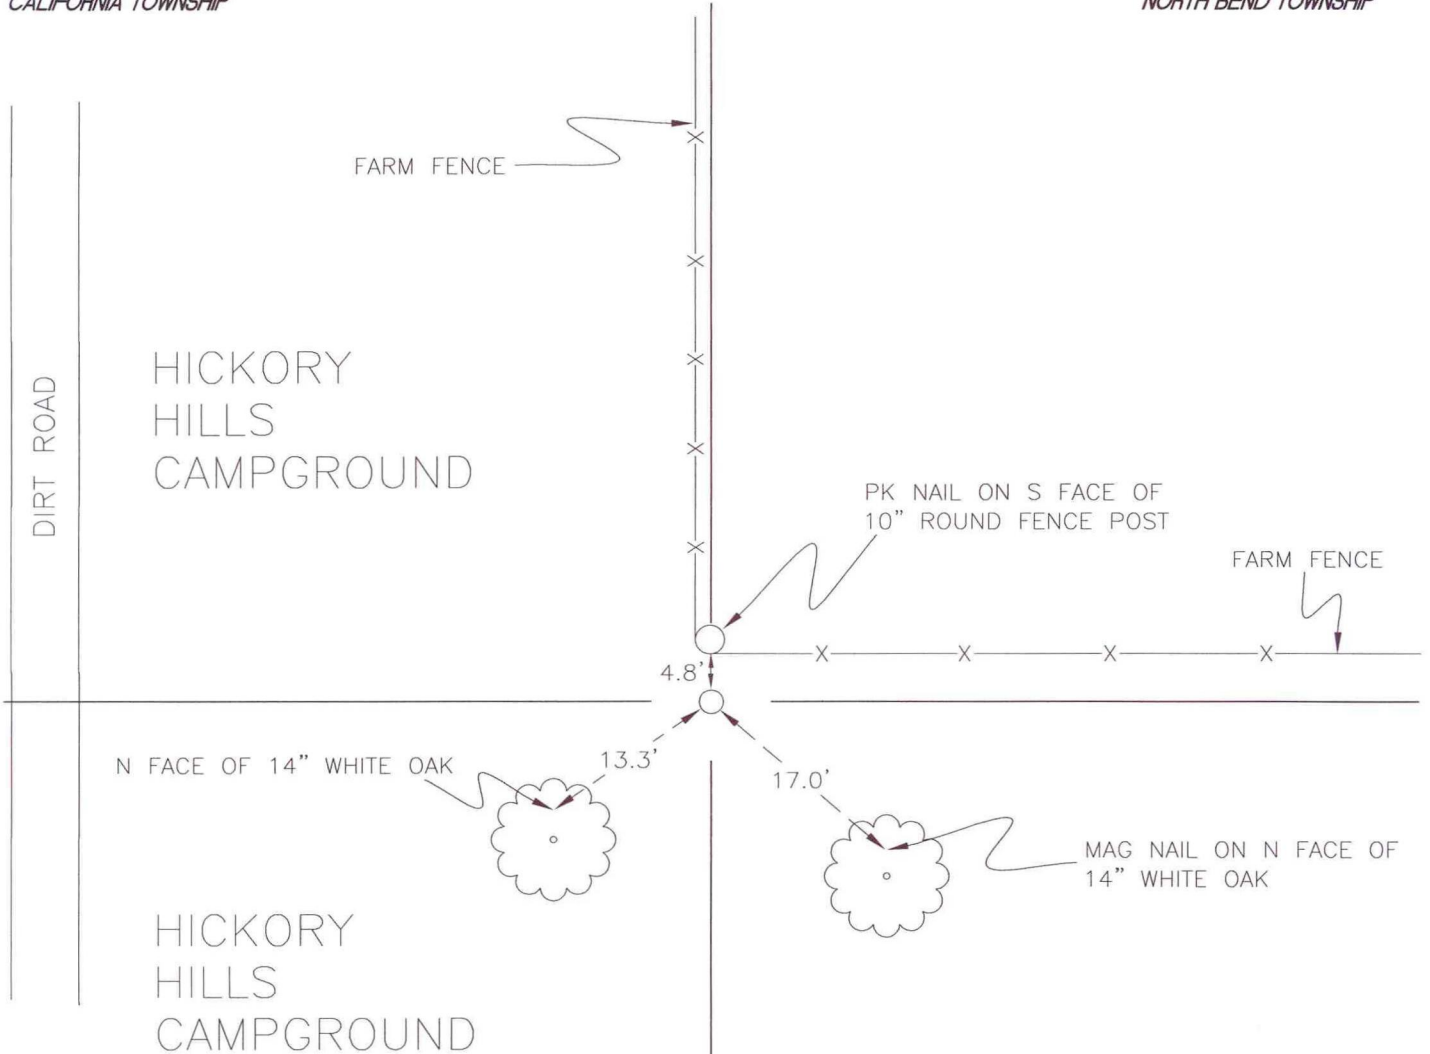 CALIFORNIA TOWNSHIP
NORTH BEND TOWNSHIP
FARM FENCE
HICKORY
HILLS
CAMPGROUND
DIRT ROAD
PK NAIL ON S FACE OF
10" ROUND FENCE POST
FARM FENCE
4.8'
N FACE OF 14" WHITE OAK
13.3'
17.0'
MAG NAIL ON N FACE OF
14" WHITE OAK
HICKORY
HILLS
CAMPGROUND